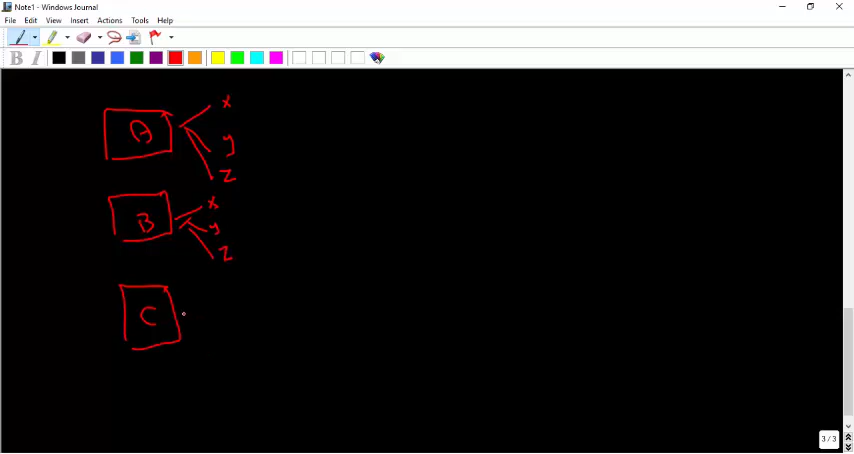 Note1 - Windows Journal
File Edit View Insert Actions Tools Help
B I
x
A
y
z
x
B
y
z
C
3 / 3